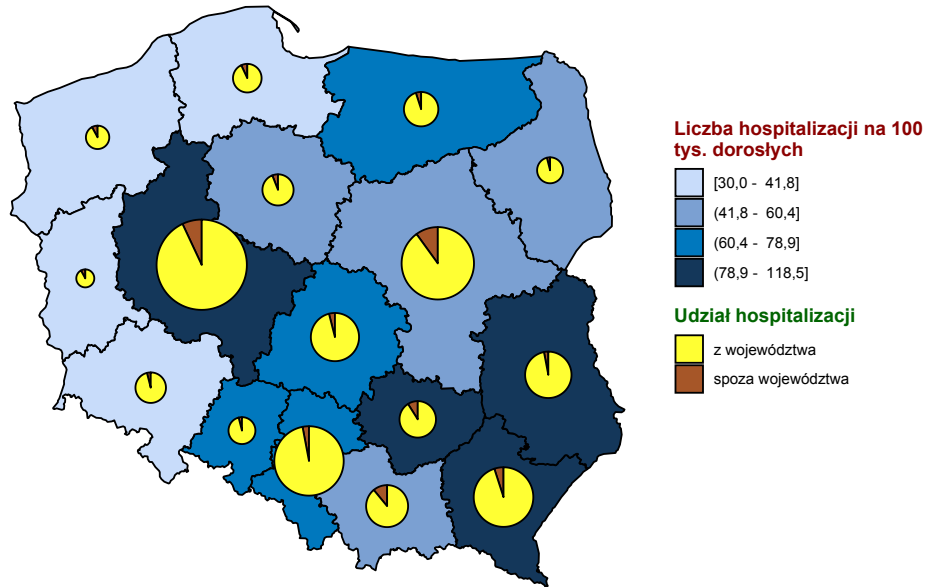 Liczba hospitalizacji na 100
tys. dorosłych
[30,0 - 41,8]
(41,8 - 60,4]
(60,4 - 78,9]
(78,9 - 118,5]
Udział hospitalizacji
z województwa
spoza województwa